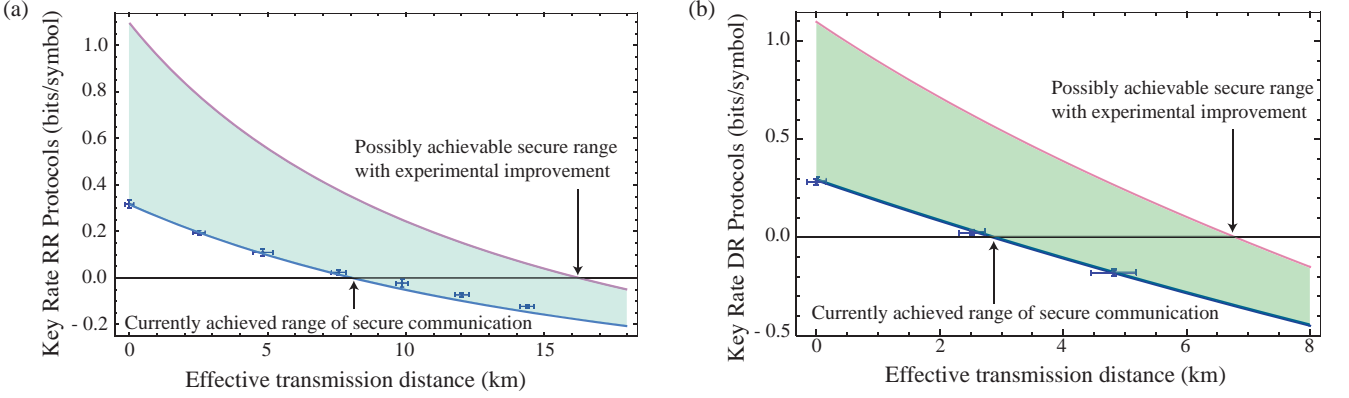 (a)
Key Rate RR Protocols (bits/symbol)
1.0
0.8
0.6
0.4
0.2
0.0
- 0.2
Possibly achievable secure range
with experimental improvement
Currently achieved range of secure communication
0
5
10
15
Effective transmission distance (km)
(b)
Key Rate DR Protocols (bits/symbol)
1.0
0.5
0.0
- 0.5
Possibly achievable secure range
with experimental improvement
Currently achieved range of secure communication
0
2
4
6
8
Effective transmission distance (km)